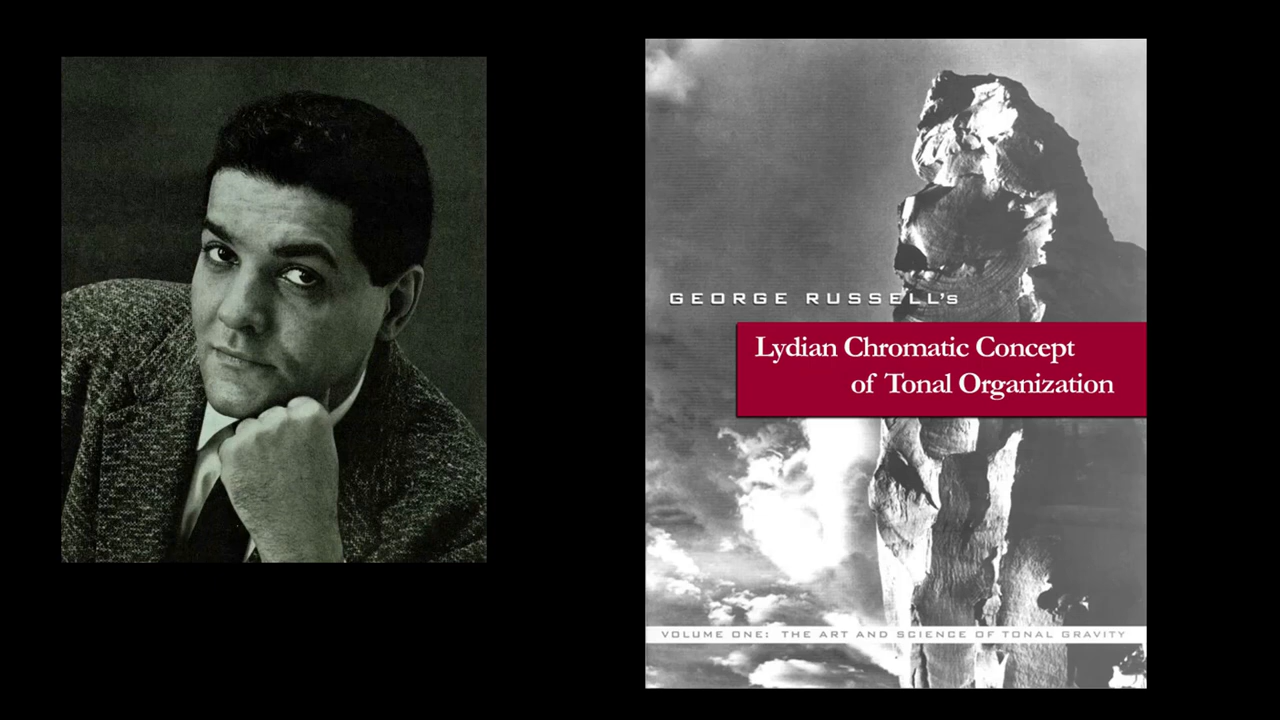 GEORGE RUSSELL's
Lydian Chromatic Concept
of Tonal Organization
VOLUME ONE: THE ART AND SCIENCE OF TONAL GRAVITY